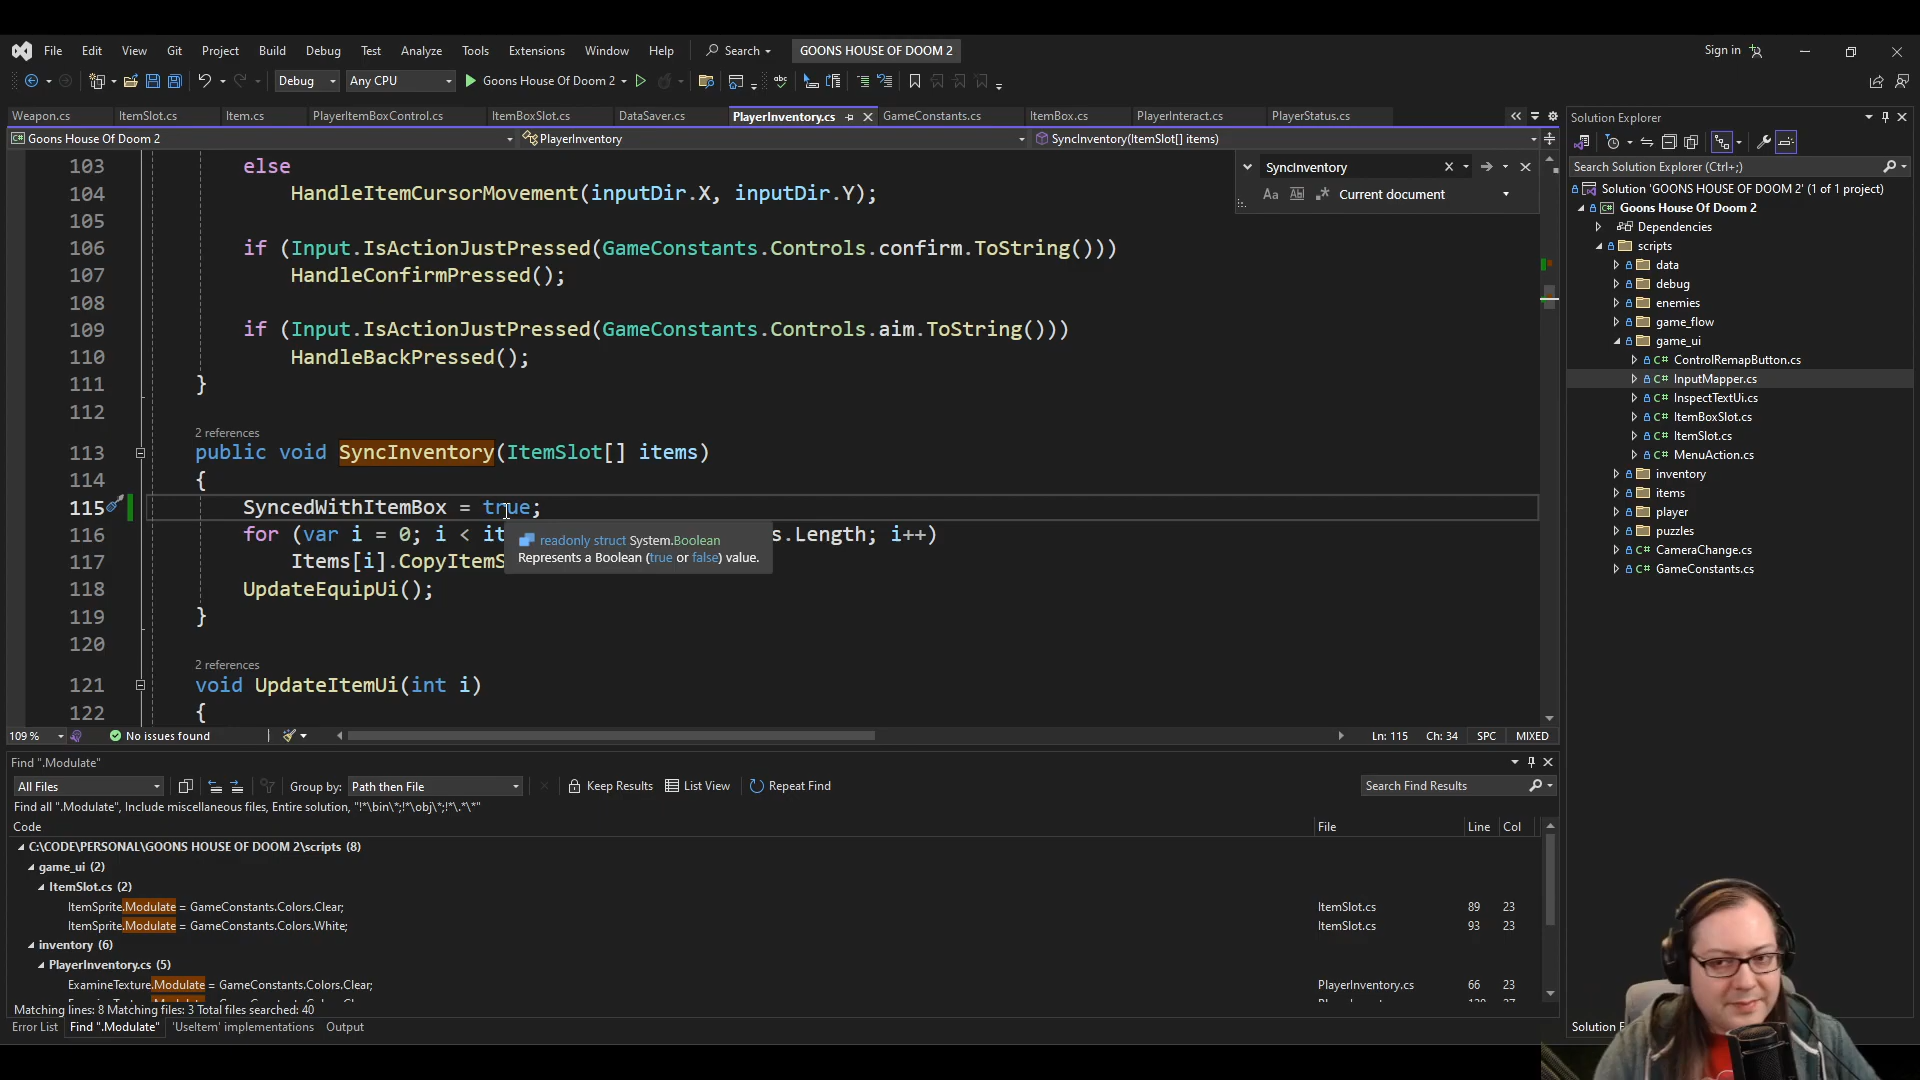 File Edit View Git Project Build Debug Test Analyze Tools Extensions Window Help Search GOONS HOUSE OF DOOM 2 Sign in
Debug Any CPU Goons House Of Doom 2
Weapon.cs ItemSlot.cs Item.cs PlayerItemBoxControl.cs ItemBoxSlot.cs DataSaver.cs PlayerInventory.cs GameConstants.cs ItemBox.cs PlayerInteract.cs PlayerStatus.cs
Goons House Of Doom 2 PlayerInventory SyncInventory(ItemSlot[] items)
103 else
104 HandleItemCursorMovement(inputDir.X, inputDir.Y);
105
106 if (Input.IsActionJustPressed(GameConstants.Controls.confirm.ToString()))
107 HandleConfirmPressed();
108
109 if (Input.IsActionJustPressed(GameConstants.Controls.aim.ToString()))
110 HandleBackPressed();
111 }
112
2 references
113 public void SyncInventory(ItemSlot[] items)
114 {
115 SyncedWithItemBox = true;
116 for (var i = 0; i < it s.Length; i++)
117 Items[i].CopyItemS
118 UpdateEquipUi();
119 }
120
2 references
121 void UpdateItemUi(int i)
122 {
readonly struct System.Boolean
Represents a Boolean (true or false) value.
SyncInventory
Aa Ab Current document
109 % No issues found Ln: 115 Ch: 34 SPC MIXED
Find ".Modulate"
All Files Group by: Path then File Keep Results List View Repeat Find Search Find Results
Find all ".Modulate", Include miscellaneous files, Entire solution, "!*\bin\*;!*\obj\*;!*\.*\*"
Code File Line Col
C:\CODE\PERSONAL\GOONS HOUSE OF DOOM 2\scripts (8)
game_ui (2)
ItemSlot.cs (2)
ItemSprite.Modulate = GameConstants.Colors.Clear; ItemSlot.cs 89 23
ItemSprite.Modulate = GameConstants.Colors.White; ItemSlot.cs 93 23
inventory (6)
PlayerInventory.cs (5)
ExamineTexture.Modulate = GameConstants.Colors.Clear; PlayerInventory.cs 66 23
Matching lines: 8 Matching files: 3 Total files searched: 40
Error List Find ".Modulate" 'UseItem' implementations Output
Solution Explorer
Search Solution Explorer (Ctrl+;)
Solution 'GOONS HOUSE OF DOOM 2' (1 of 1 project)
C# Goons House Of Doom 2
Dependencies
scripts
data
debug
enemies
game_flow
game_ui
C# ControlRemapButton.cs
C# InputMapper.cs
C# InspectTextUi.cs
C# ItemBoxSlot.cs
C# ItemSlot.cs
C# MenuAction.cs
inventory
items
player
puzzles
C# CameraChange.cs
C# GameConstants.cs
Solution E